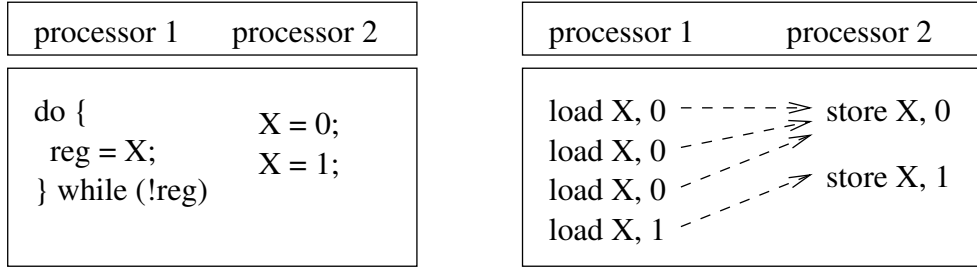 processor 1 processor 2
do {
reg = X;
} while (!reg)
X = 0;
X = 1;
processor 1 processor 2
load X, 0
load X, 0
load X, 0
load X, 1
store X, 0
store X, 1